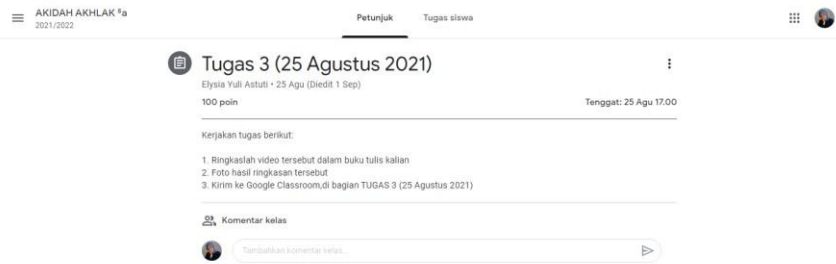 AKIDAH AKHLAK ⁶a
2021/2022
Petunjuk
Tugas siswa
Tugas 3 (25 Agustus 2021)
Elysia Yuli Astuti • 25 Agu (Diedit 1 Sep)
100 poin
Tenggat: 25 Agu 17.00
Kerjakan tugas berikut:
1. Ringkaslah video tersebut dalam buku tulis kalian
2. Foto hasil ringkasan tersebut
3. Kirim ke Google Classroom,di bagian TUGAS 3 (25 Agustus 2021)
Komentar kelas
Tambahkan komentar kelas...